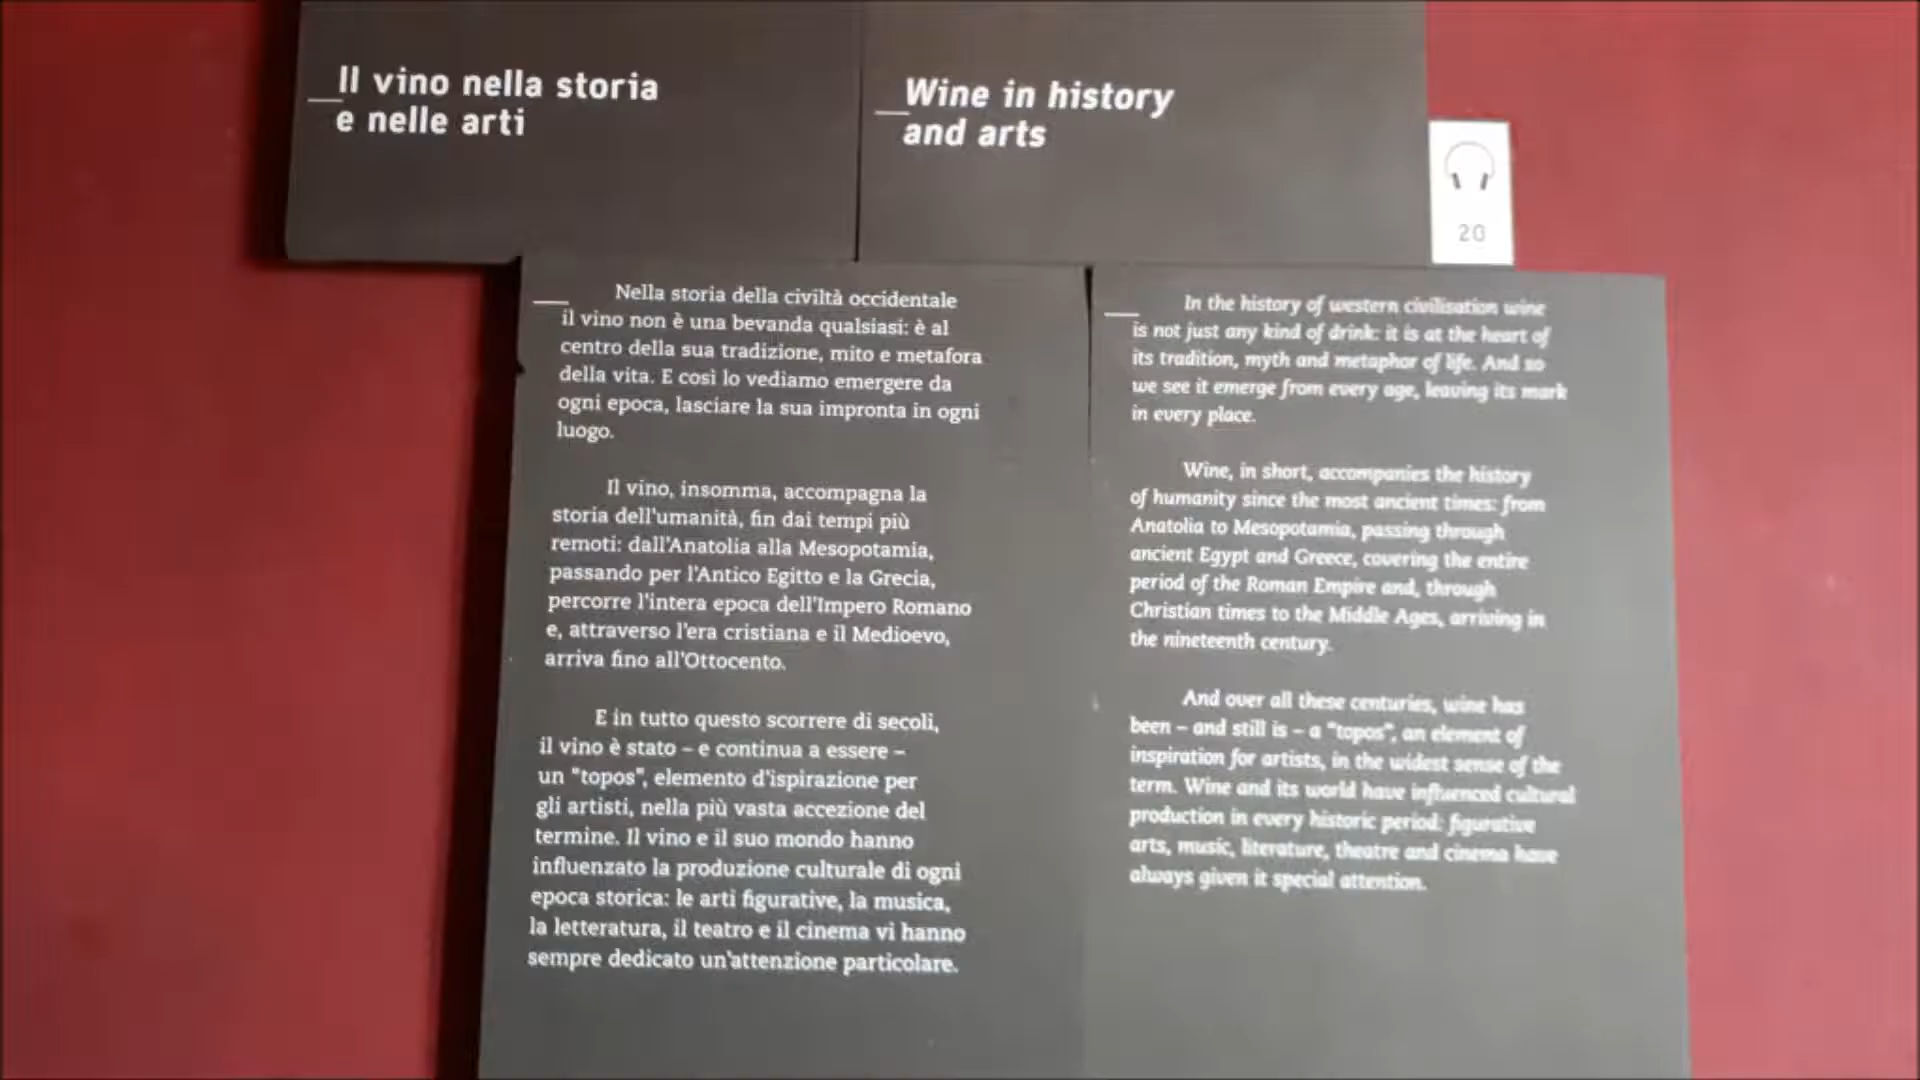 Il vino nella storia
e nelle arti
Wine in history
and arts
20
Nella storia della civiltà occidentale
il vino non è una bevanda qualsiasi: è al
centro della sua tradizione, mito e metafora
della vita. E così lo vediamo emergere da
ogni epoca, lasciare la sua impronta in ogni
luogo.
Il vino, insomma, accompagna la
storia dell'umanità, fin dai tempi più
remoti: dall'Anatolia alla Mesopotamia,
passando per l'Antico Egitto e la Grecia,
percorre l'intera epoca dell'Impero Romano
e, attraverso l'era cristiana e il Medioevo,
arriva fino all'Ottocento.
E in tutto questo scorrere di secoli,
il vino è stato – e continua a essere –
un "topos", elemento d'ispirazione per
gli artisti, nella più vasta accezione del
termine. Il vino e il suo mondo hanno
influenzato la produzione culturale di ogni
epoca storica: le arti figurative, la musica,
la letteratura, il teatro e il cinema vi hanno
sempre dedicato un'attenzione particolare.
In the history of western civilisation wine
is not just any kind of drink: it is at the heart of
its tradition, myth and metaphor of life. And so
we see it emerge from every age, leaving its mark
in every place.
Wine, in short, accompanies the history
of humanity since the most ancient times: from
Anatolia to Mesopotamia, passing through
ancient Egypt and Greece, covering the entire
period of the Roman Empire and, through
Christian times to the Middle Ages, arriving in
the nineteenth century.
And over all these centuries, wine has
been – and still is – a "topos", an element of
inspiration for artists, in the widest sense of the
term. Wine and its world have influenced cultural
production in every historic period: figurative
arts, music, literature, theatre and cinema have
always given it special attention.